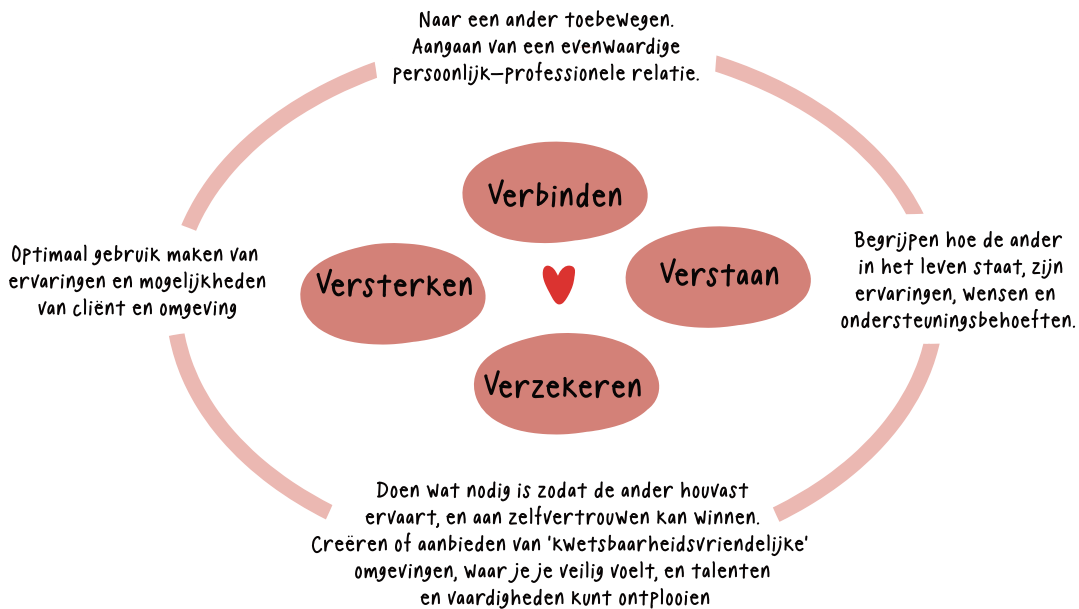 Naar een ander toebewegen.
Aangaan van een evenwaardige
persoonlijk–professionele relatie.
Verbinden
Optimaal gebruik maken van
ervaringen en mogelijkheden
van cliënt en omgeving
Versterken
Verstaan
Begrijpen hoe de ander
in het leven staat, zijn
ervaringen, wensen en
ondersteuningsbehoeften.
Verzekeren
Doen wat nodig is zodat de ander houvast
ervaart, en aan zelfvertrouwen kan winnen.
Creëren of aanbieden van 'kwetsbaarheidsvriendelijke'
omgevingen, waar je je veilig voelt, en talenten
en vaardigheden kunt ontplooien